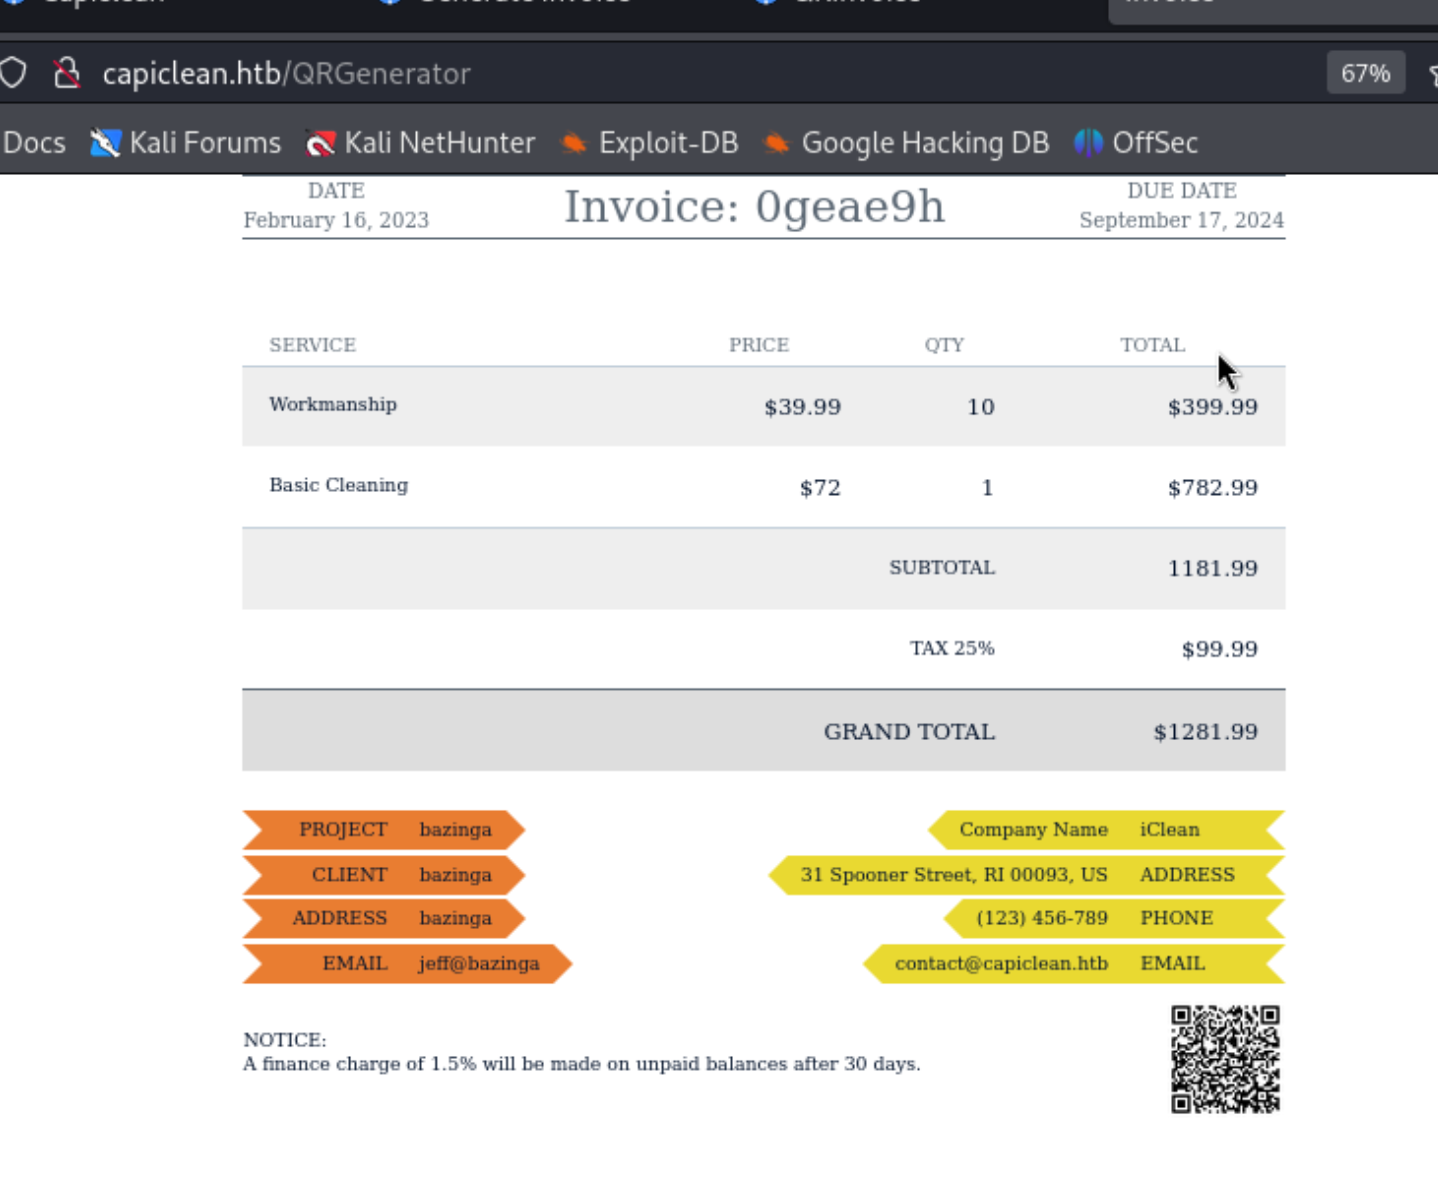 capiclean.htb/QRGenerator 67%
Docs Kali Forums Kali NetHunter Exploit-DB Google Hacking DB OffSec
DATE
February 16, 2023
Invoice: 0geae9h
DUE DATE
September 17, 2024
SERVICE PRICE QTY TOTAL
Workmanship $39.99 10 $399.99
Basic Cleaning $72 1 $782.99
SUBTOTAL 1181.99
TAX 25% $99.99
GRAND TOTAL $1281.99
PROJECT bazinga
CLIENT bazinga
ADDRESS bazinga
EMAIL jeff@bazinga
Company Name iClean
31 Spooner Street, RI 00093, US ADDRESS
(123) 456-789 PHONE
contact@capiclean.htb EMAIL
NOTICE:
A finance charge of 1.5% will be made on unpaid balances after 30 days.